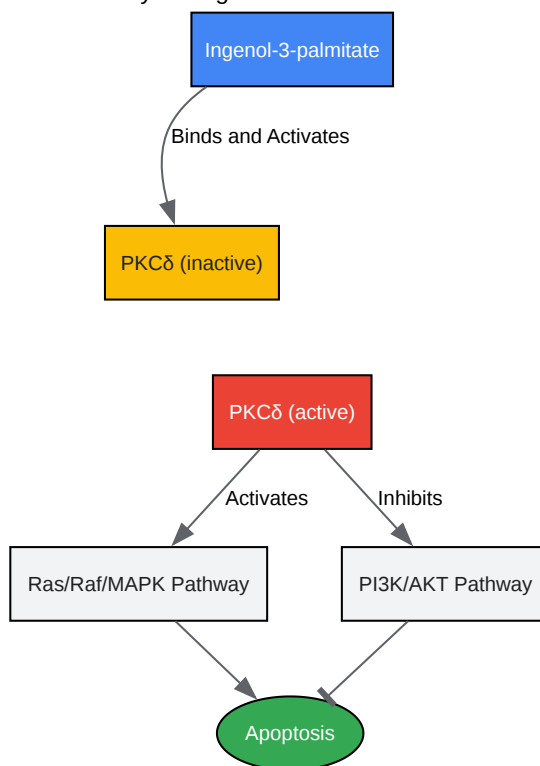 Ingenol-3-palmitate
Binds and Activates
PKCδ (inactive)
PKCδ (active)
Activates
Inhibits
Ras/Raf/MAPK Pathway
PI3K/AKT Pathway
Apoptosis